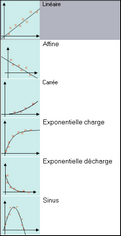 Linéaire
Affine
Carrée
Exponentielle charge
Exponentielle décharge
Sinus